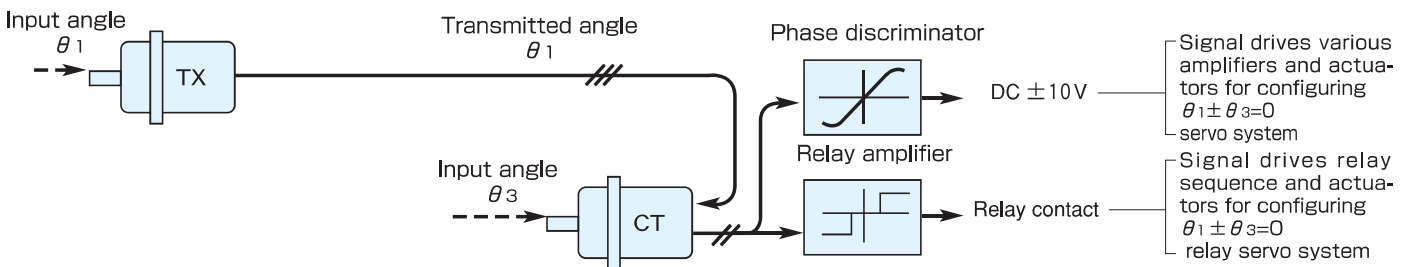 Input angle
θ1
TX
Transmitted angle
θ1
Input angle
θ3
CT
Phase discriminator
DC ±10V
Signal drives various
amplifiers and actua-
tors for configuring
θ1±θ3=0
servo system
Relay amplifier
Relay contact
Signal drives relay
sequence and actua-
tors for configuring
θ1±θ3=0
relay servo system